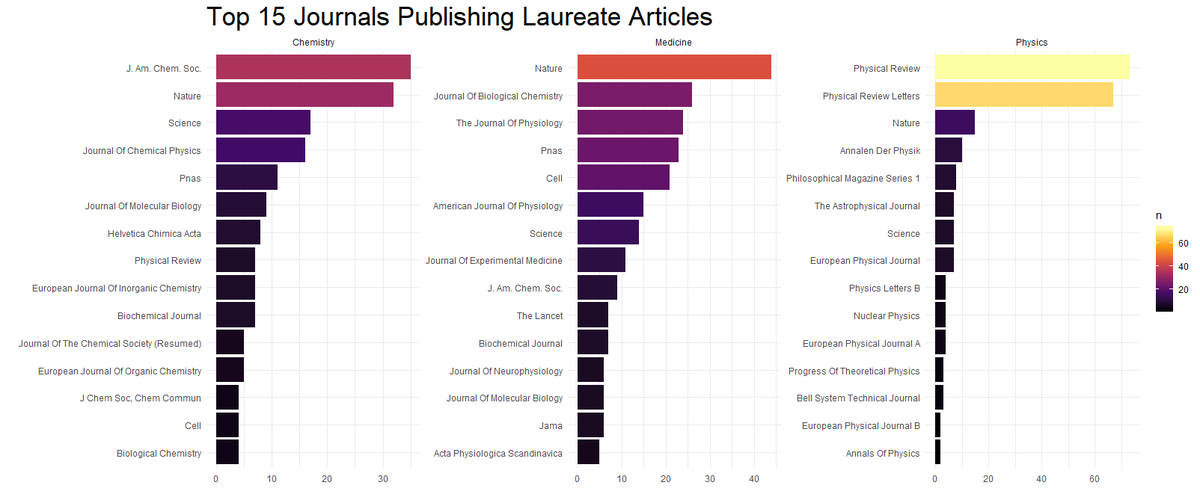 Top 15 Journals Publishing Laureate Articles
Chemistry
J. Am. Chem. Soc.
Nature
Science
Journal Of Chemical Physics
Pnas
Journal Of Molecular Biology
Helvetica Chimica Acta
Physical Review
European Journal Of Inorganic Chemistry
Biochemical Journal
Journal Of The Chemical Society (Resumed)
European Journal Of Organic Chemistry
J Chem Soc, Chem Commun
Cell
Biological Chemistry
0 10 20 30
Medicine
Nature
Journal Of Biological Chemistry
The Journal Of Physiology
Pnas
Cell
American Journal Of Physiology
Science
Journal Of Experimental Medicine
J. Am. Chem. Soc.
The Lancet
Biochemical Journal
Journal Of Neurophysiology
Journal Of Molecular Biology
Jama
Acta Physiologica Scandinavica
0 10 20 30 40
Physics
Physical Review
Physical Review Letters
Nature
Annalen Der Physik
Philosophical Magazine Series 1
The Astrophysical Journal
Science
European Physical Journal
Physics Letters B
Nuclear Physics
European Physical Journal A
Progress Of Theoretical Physics
Bell System Technical Journal
European Physical Journal B
Annals Of Physics
0 20 40 60
n
60
40
20